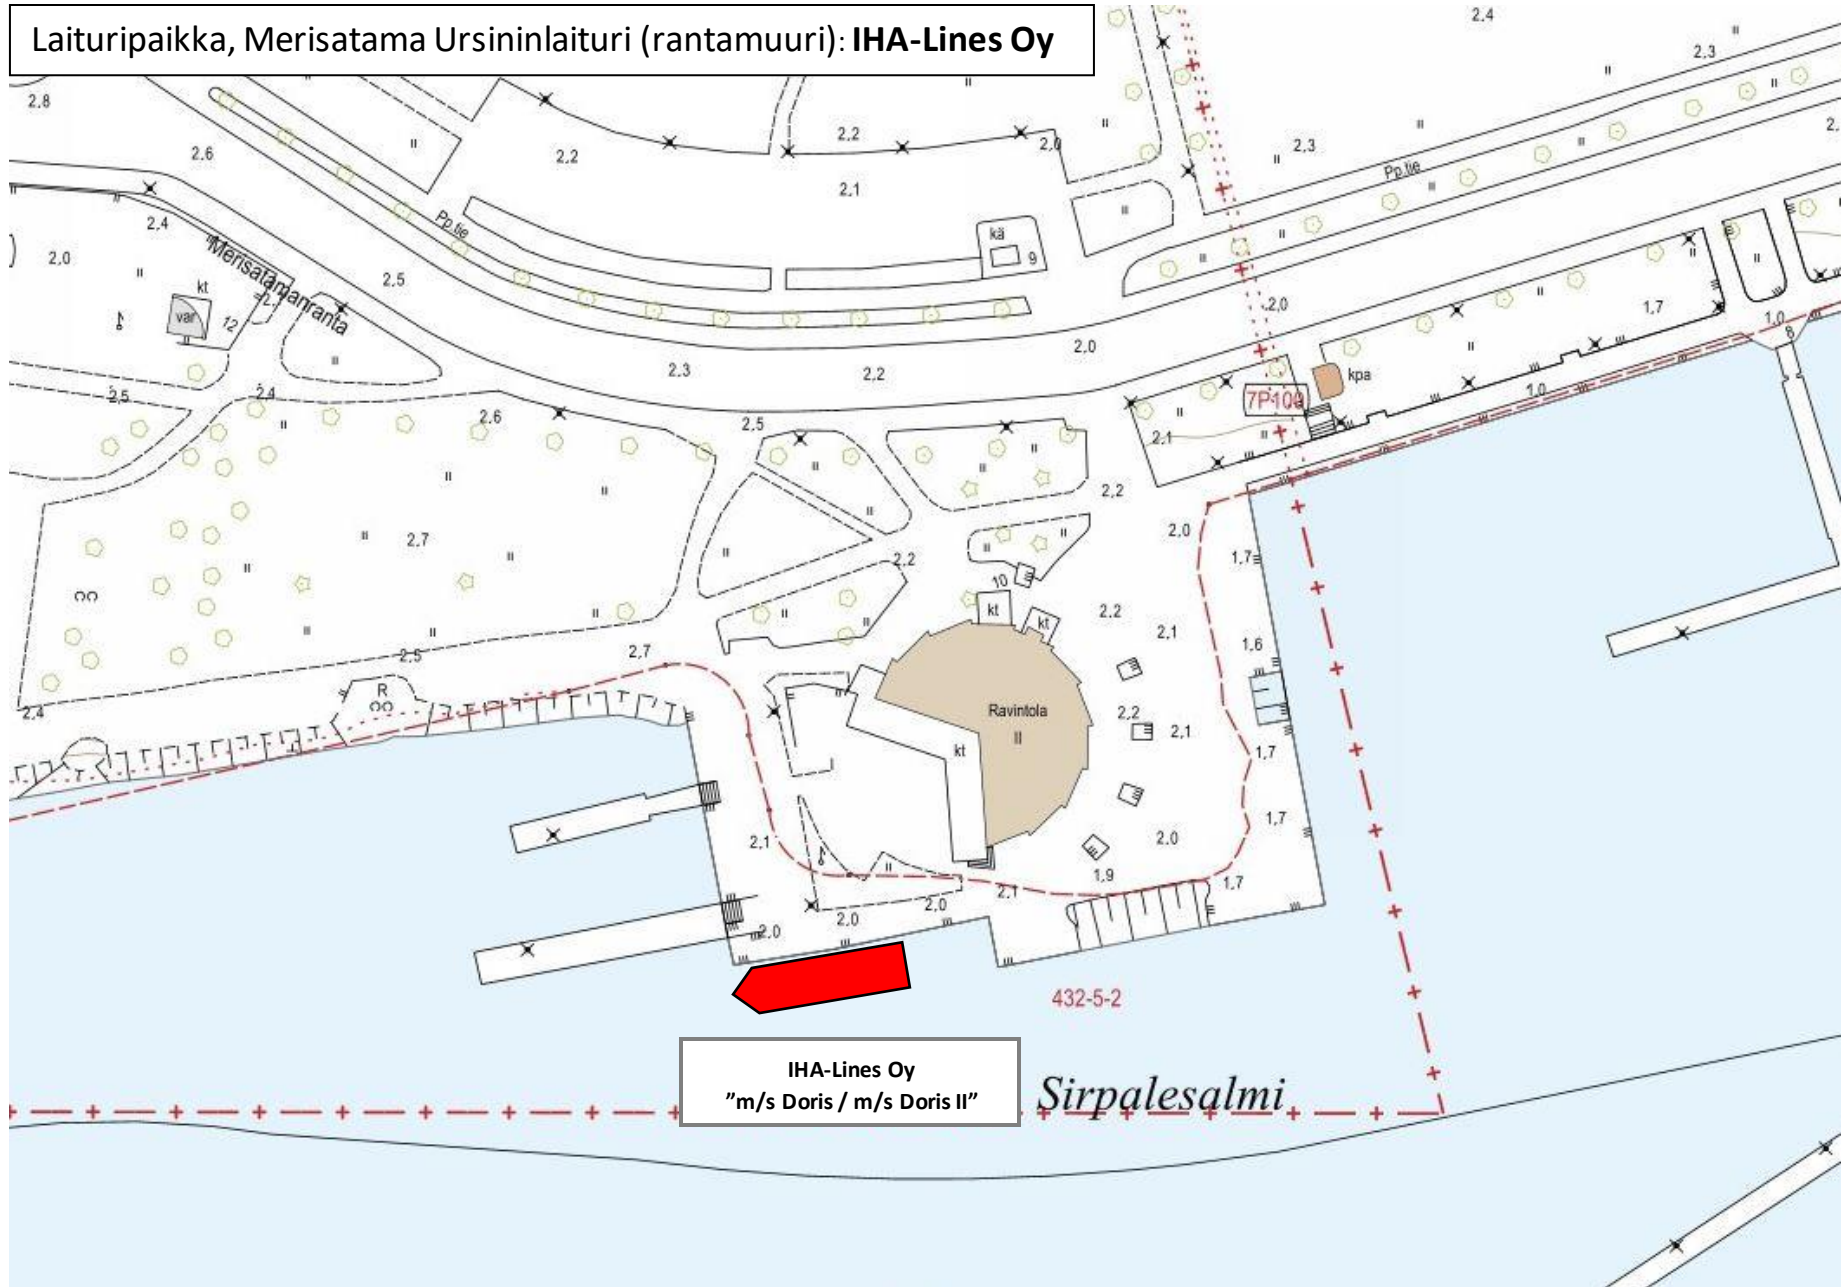 Laituripaikka, Merisatama Ursininlaituri (rantamuuri): IHA-Lines Oy
2.4
2,3
2.8
2.6
2,2
2,2
2,0
2,3
2,1
Pp.tie
Pp.tie
kä
9
2,4
Merisatamanranta
2,0
kt
var
12
2,5
2,0
1,7
1,0
8
2,3
2,2
2,0
kpa
7P100
1,0
2,5
2,4
2.6
2,5
2,1
2,2
2,0
2.7
2,2
1,7
10
kt
kt
2,2
2,1
1,6
2,5
2,7
R
2,4
Ravintola
II
kt
2,2
2,1
1,7
1,7
2,1
2,0
1,9
1,7
2,1
2,0
2,0
2,0
432-5-2
IHA-Lines Oy
”m/s Doris / m/s Doris II”
Sirpalesalmi